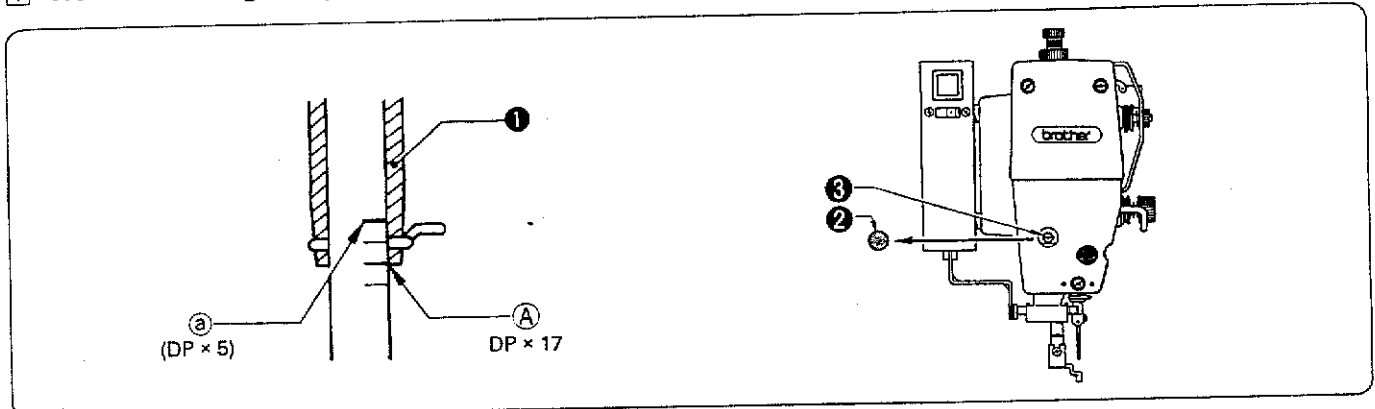 ❶
ⓐ
(DP × 5)
Ⓐ
DP × 17
❸
❷
brother